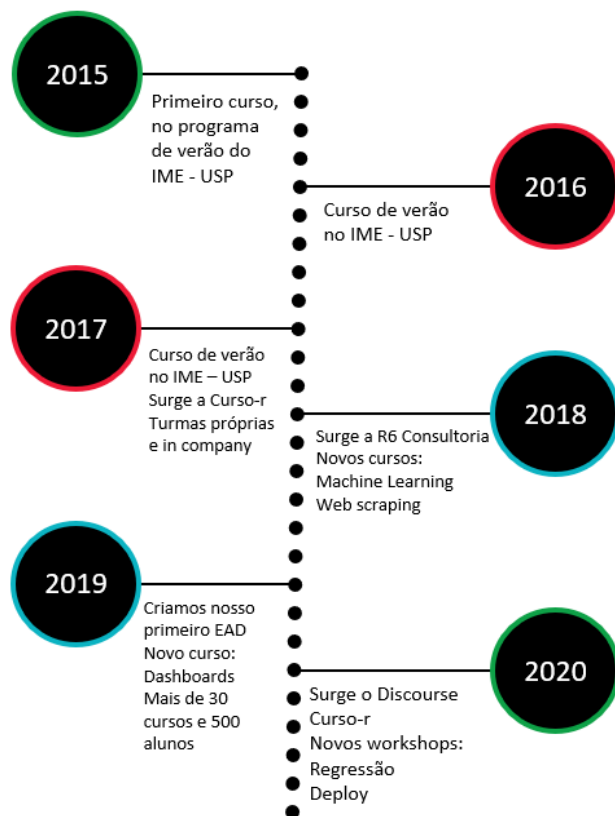 2015
Primeiro curso,
no programa
de verão do
IME - USP
2016
Curso de verão
no IME - USP
2017
Curso de verão
no IME – USP
Surge a Curso-r
Turmas próprias
e in company
2018
Surge a R6 Consultoria
Novos cursos:
Machine Learning
Web scraping
2019
Criamos nosso
primeiro EAD
Novo curso:
Dashboards
Mais de 30
cursos e 500
alunos
2020
Surge o Discourse
Curso-r
Novos workshops:
Regressão
Deploy